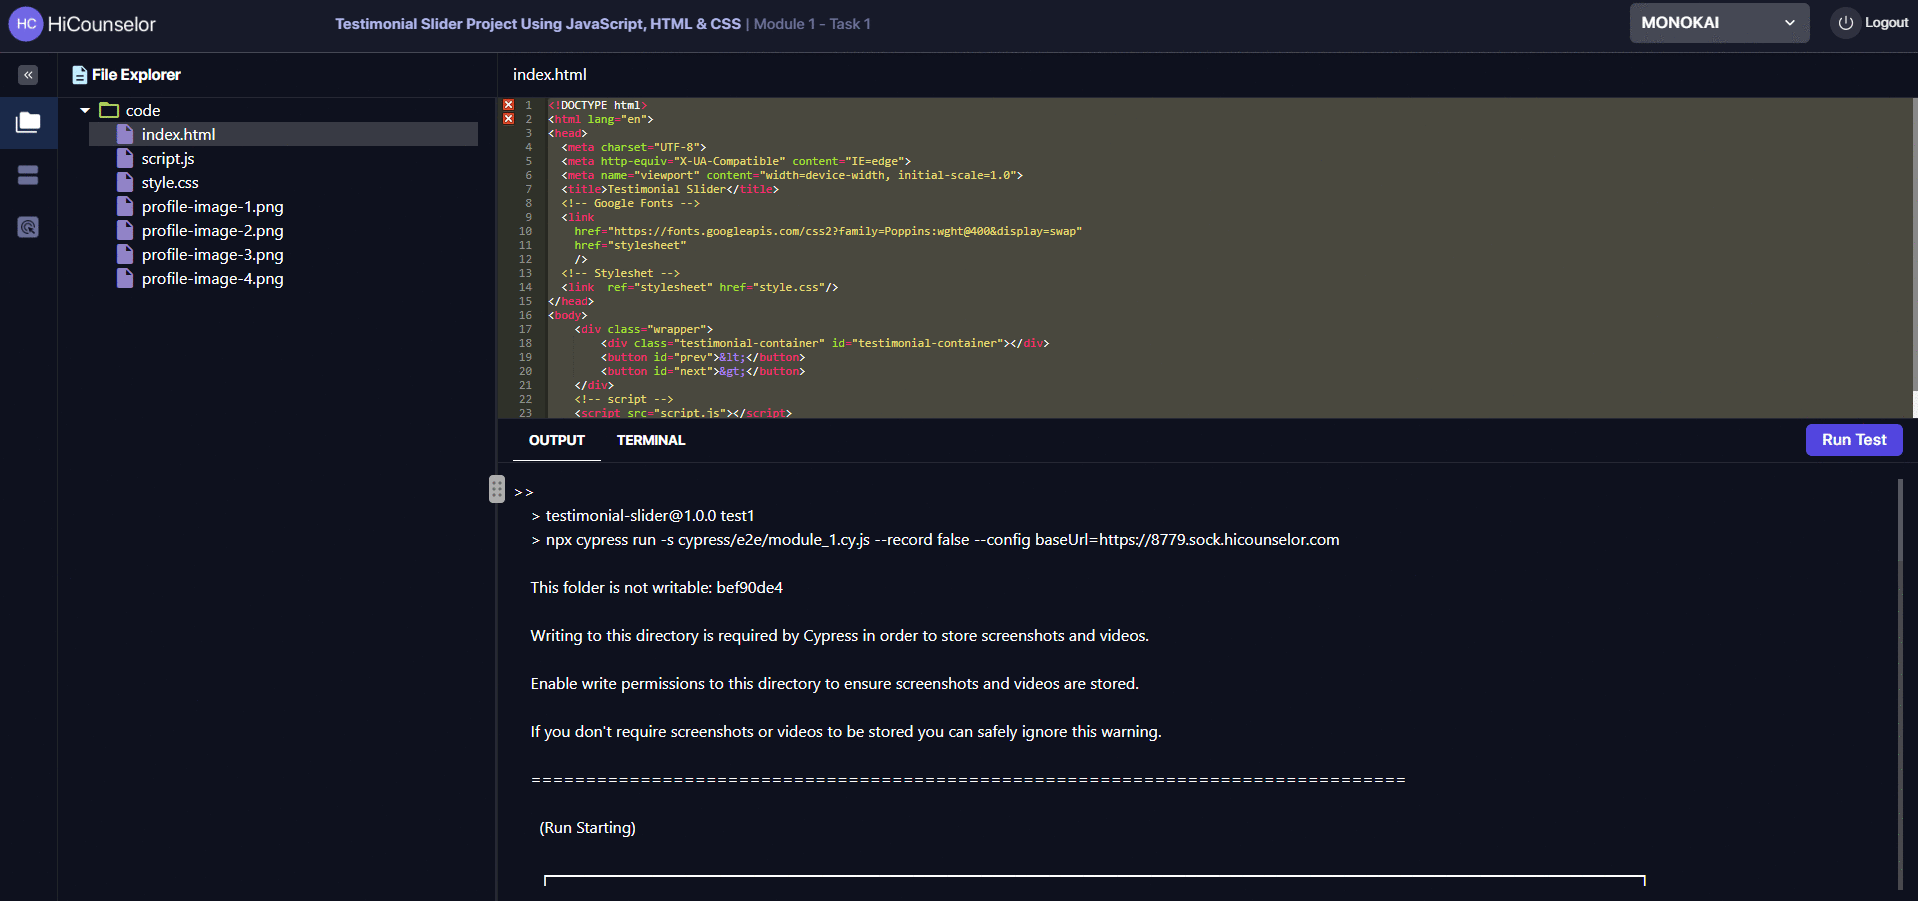 HC HiCounselor
Testimonial Slider Project Using JavaScript, HTML & CSS | Module 1 - Task 1
MONOKAI
Logout
File Explorer
code
index.html
script.js
style.css
profile-image-1.png
profile-image-2.png
profile-image-3.png
profile-image-4.png
index.html
1 <!DOCTYPE html>
2 <html lang="en">
3 <head>
4 <meta charset="UTF-8">
5 <meta http-equiv="X-UA-Compatible" content="IE=edge">
6 <meta name="viewport" content="width=device-width, initial-scale=1.0">
7 <title>Testimonial Slider</title>
8 <!-- Google Fonts -->
9 <link
10 href="https://fonts.googleapis.com/css2?family=Poppins:wght@400&display=swap"
11 href="stylesheet"
12 />
13 <!-- Styleshet -->
14 <link  ref="stylesheet" href="style.css"/>
15 </head>
16 <body>
17 <div class="wrapper">
18 <div class="testimonial-container" id="testimonial-container"></div>
19 <button id="prev">&lt;</button>
20 <button id="next">&gt;</button>
21 </div>
22 <!-- script -->
23 <script src="script.js"></script>
OUTPUT TERMINAL
Run Test
>>
> testimonial-slider@1.0.0 test1
> npx cypress run -s cypress/e2e/module_1.cy.js --record false --config baseUrl=https://8779.sock.hicounselor.com
This folder is not writable: bef90de4
Writing to this directory is required by Cypress in order to store screenshots and videos.
Enable write permissions to this directory to ensure screenshots and videos are stored.
If you don't require screenshots or videos to be stored you can safely ignore this warning.
================================================================================
(Run Starting)